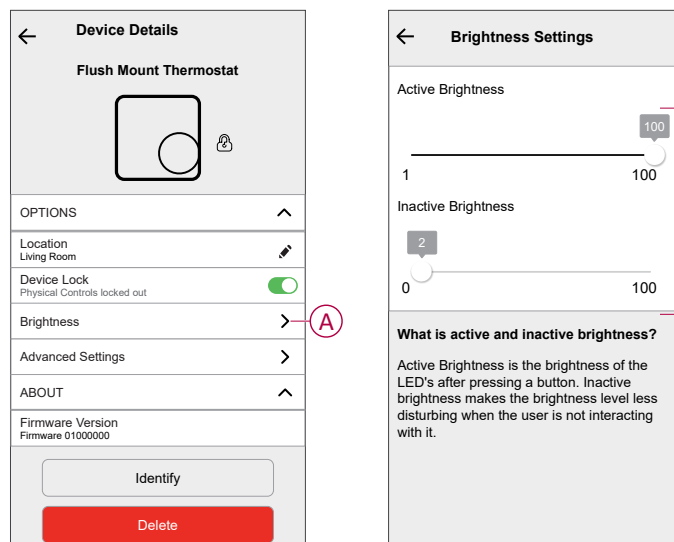 Device Details
Flush Mount Thermostat
OPTIONS
Location
Living Room
Device Lock
Physical Controls locked out
Brightness
A
Advanced Settings
ABOUT
Firmware Version
Firmware 01000000
Identify
Delete
Brightness Settings
Active Brightness
100
1 100
Inactive Brightness
2
0 100
What is active and inactive brightness?
Active Brightness is the brightness of the
LED's after pressing a button. Inactive
brightness makes the brightness level less
disturbing when the user is not interacting
with it.